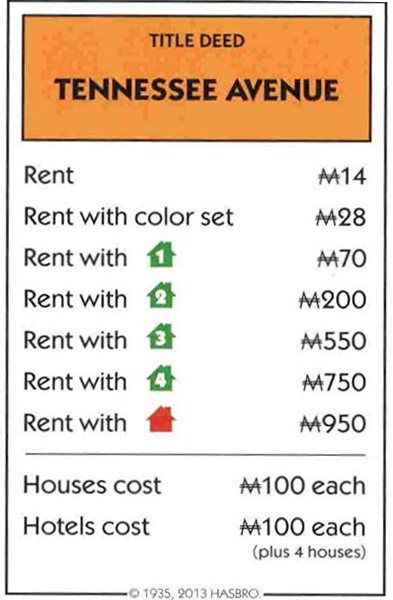 TITLE DEED
TENNESSEE AVENUE
Rent ₩14
Rent with color set ₩28
Rent with 1 ₩70
Rent with 2 ₩200
Rent with 3 ₩550
Rent with 4 ₩750
Rent with ₩950
Houses cost ₩100 each
Hotels cost ₩100 each
(plus 4 houses)
© 1935, 2013 HASBRO.